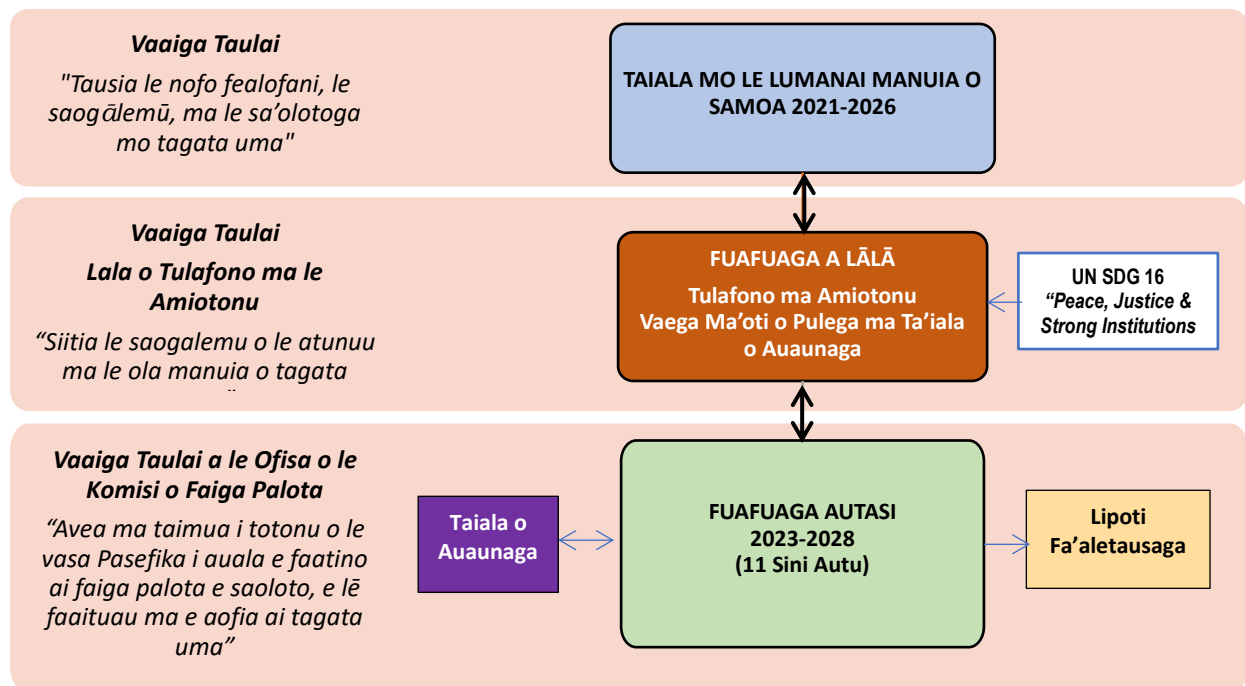 Vaaiga Taulai
"Tausia le nofo fealofani, le
saogālemū, ma le sa’olotoga
mo tagata uma"
TAIALA MO LE LUMANAI MANUIA O
SAMOA 2021-2026
Vaaiga Taulai
Lala o Tulafono ma le
Amiotonu
“Siitia le saogalemu o le atunuu
ma le ola manuia o tagata
FUAFUAGA A LĀLĀ
Tulafono ma Amiotonu
Vaega Ma’oti o Pulega ma Ta’iala
o Auaunaga
UN SDG 16
“Peace, Justice &
Strong Institutions
Vaaiga Taulai a le Ofisa o le
Komisi o Faiga Palota
“Avea ma taimua i totonu o le
vasa Pasefika i auala e faatino
ai faiga palota e saoloto, e lē
faaituau ma e aofia ai tagata
uma”
Taiala o
Auaunaga
FUAFUAGA AUTASI
2023-2028
(11 Sini Autu)
Lipoti
Fa’aletausaga